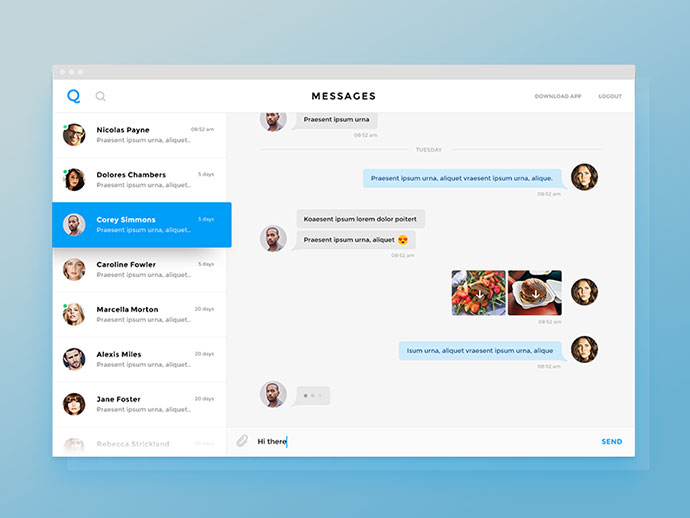 Q
MESSAGES
DOWNLOAD APP
LOGOUT
Nicolas Payne
08:52 am
Praesent ipsum urna, aliquet..
Dolores Chambers
5 days
Praesent ipsum urna, aliquet..
Corey Simmons
5 days
Praesent ipsum urna, aliquet..
Caroline Fowler
5 days
Praesent ipsum urna, aliquet..
Marcella Morton
20 days
Praesent ipsum urna, aliquet..
Alexis Miles
20 days
Praesent ipsum urna, aliquet..
Jane Foster
20 days
Praesent ipsum urna, aliquet..
Rebecca Strickland
20 days
Praesent ipsum urna
08:52 am
TUESDAY
Praesent ipsum urna, aliquet vraesent ipsum urna, alique.
08:52 am
Koaesent ipsum lorem dolor poitert
Praesent ipsum urna, aliquet 😍
08:52 am
08:52 am
Isum urna, aliquet vraesent ipsum urna, alique
08:52 am
Hi there
SEND